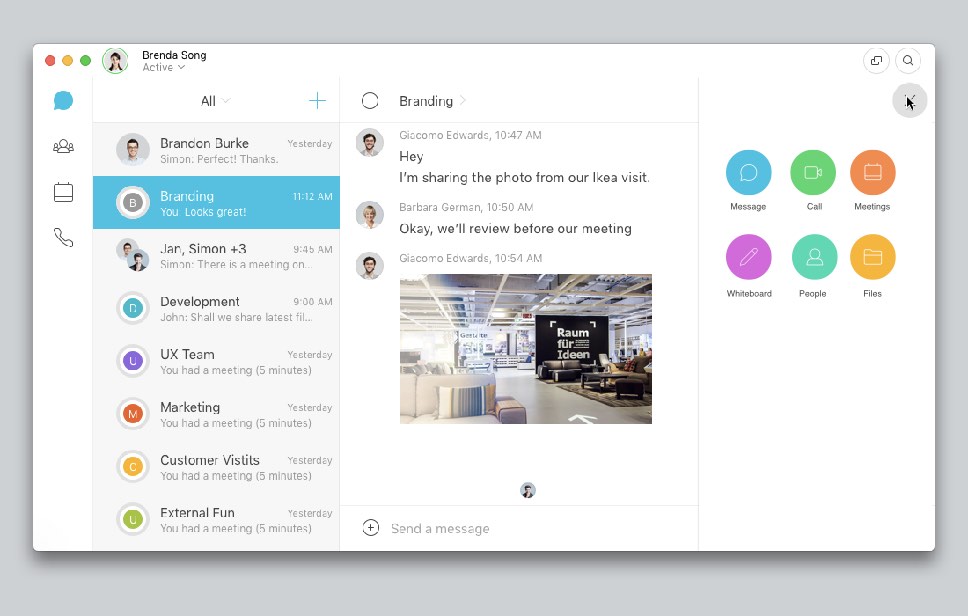 Brenda Song
Active
All
Branding
Brandon Burke
Yesterday
Simon: Perfect! Thanks.
Branding
11:12 AM
You: Looks great!
Jan, Simon +3
9:45 AM
Simon: There is a meeting on...
D
Development
9:00 AM
John: Shall we share latest fil...
U
UX Team
Yesterday
You had a meeting (5 minutes)
M
Marketing
Yesterday
You had a meeting (5 minutes)
C
Customer Vistits
Yesterday
You had a meeting (5 minutes)
U
External Fun
Yesterday
You had a meeting (5 minutes)
B
Giacomo Edwards, 10:47 AM
Hey
I'm sharing the photo from our Ikea visit.
Barbara German, 10:50 AM
Okay, we'll review before our meeting
Giacomo Edwards, 10:54 AM
Raum
für
Ideen
Send a message
Message
Call
Meetings
Whiteboard
People
Files